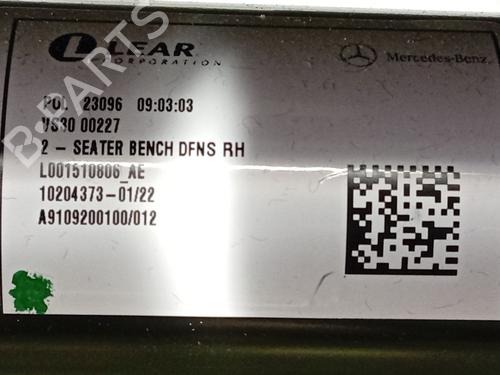 LEAR
CORPORATION
Mercedes-Benz
POL 23096 09:03:03
VS30 00227
2 - SEATER BENCH DFNS RH
L001510806_AE
10204373-01/22
A9109200100/012
B-PARTS